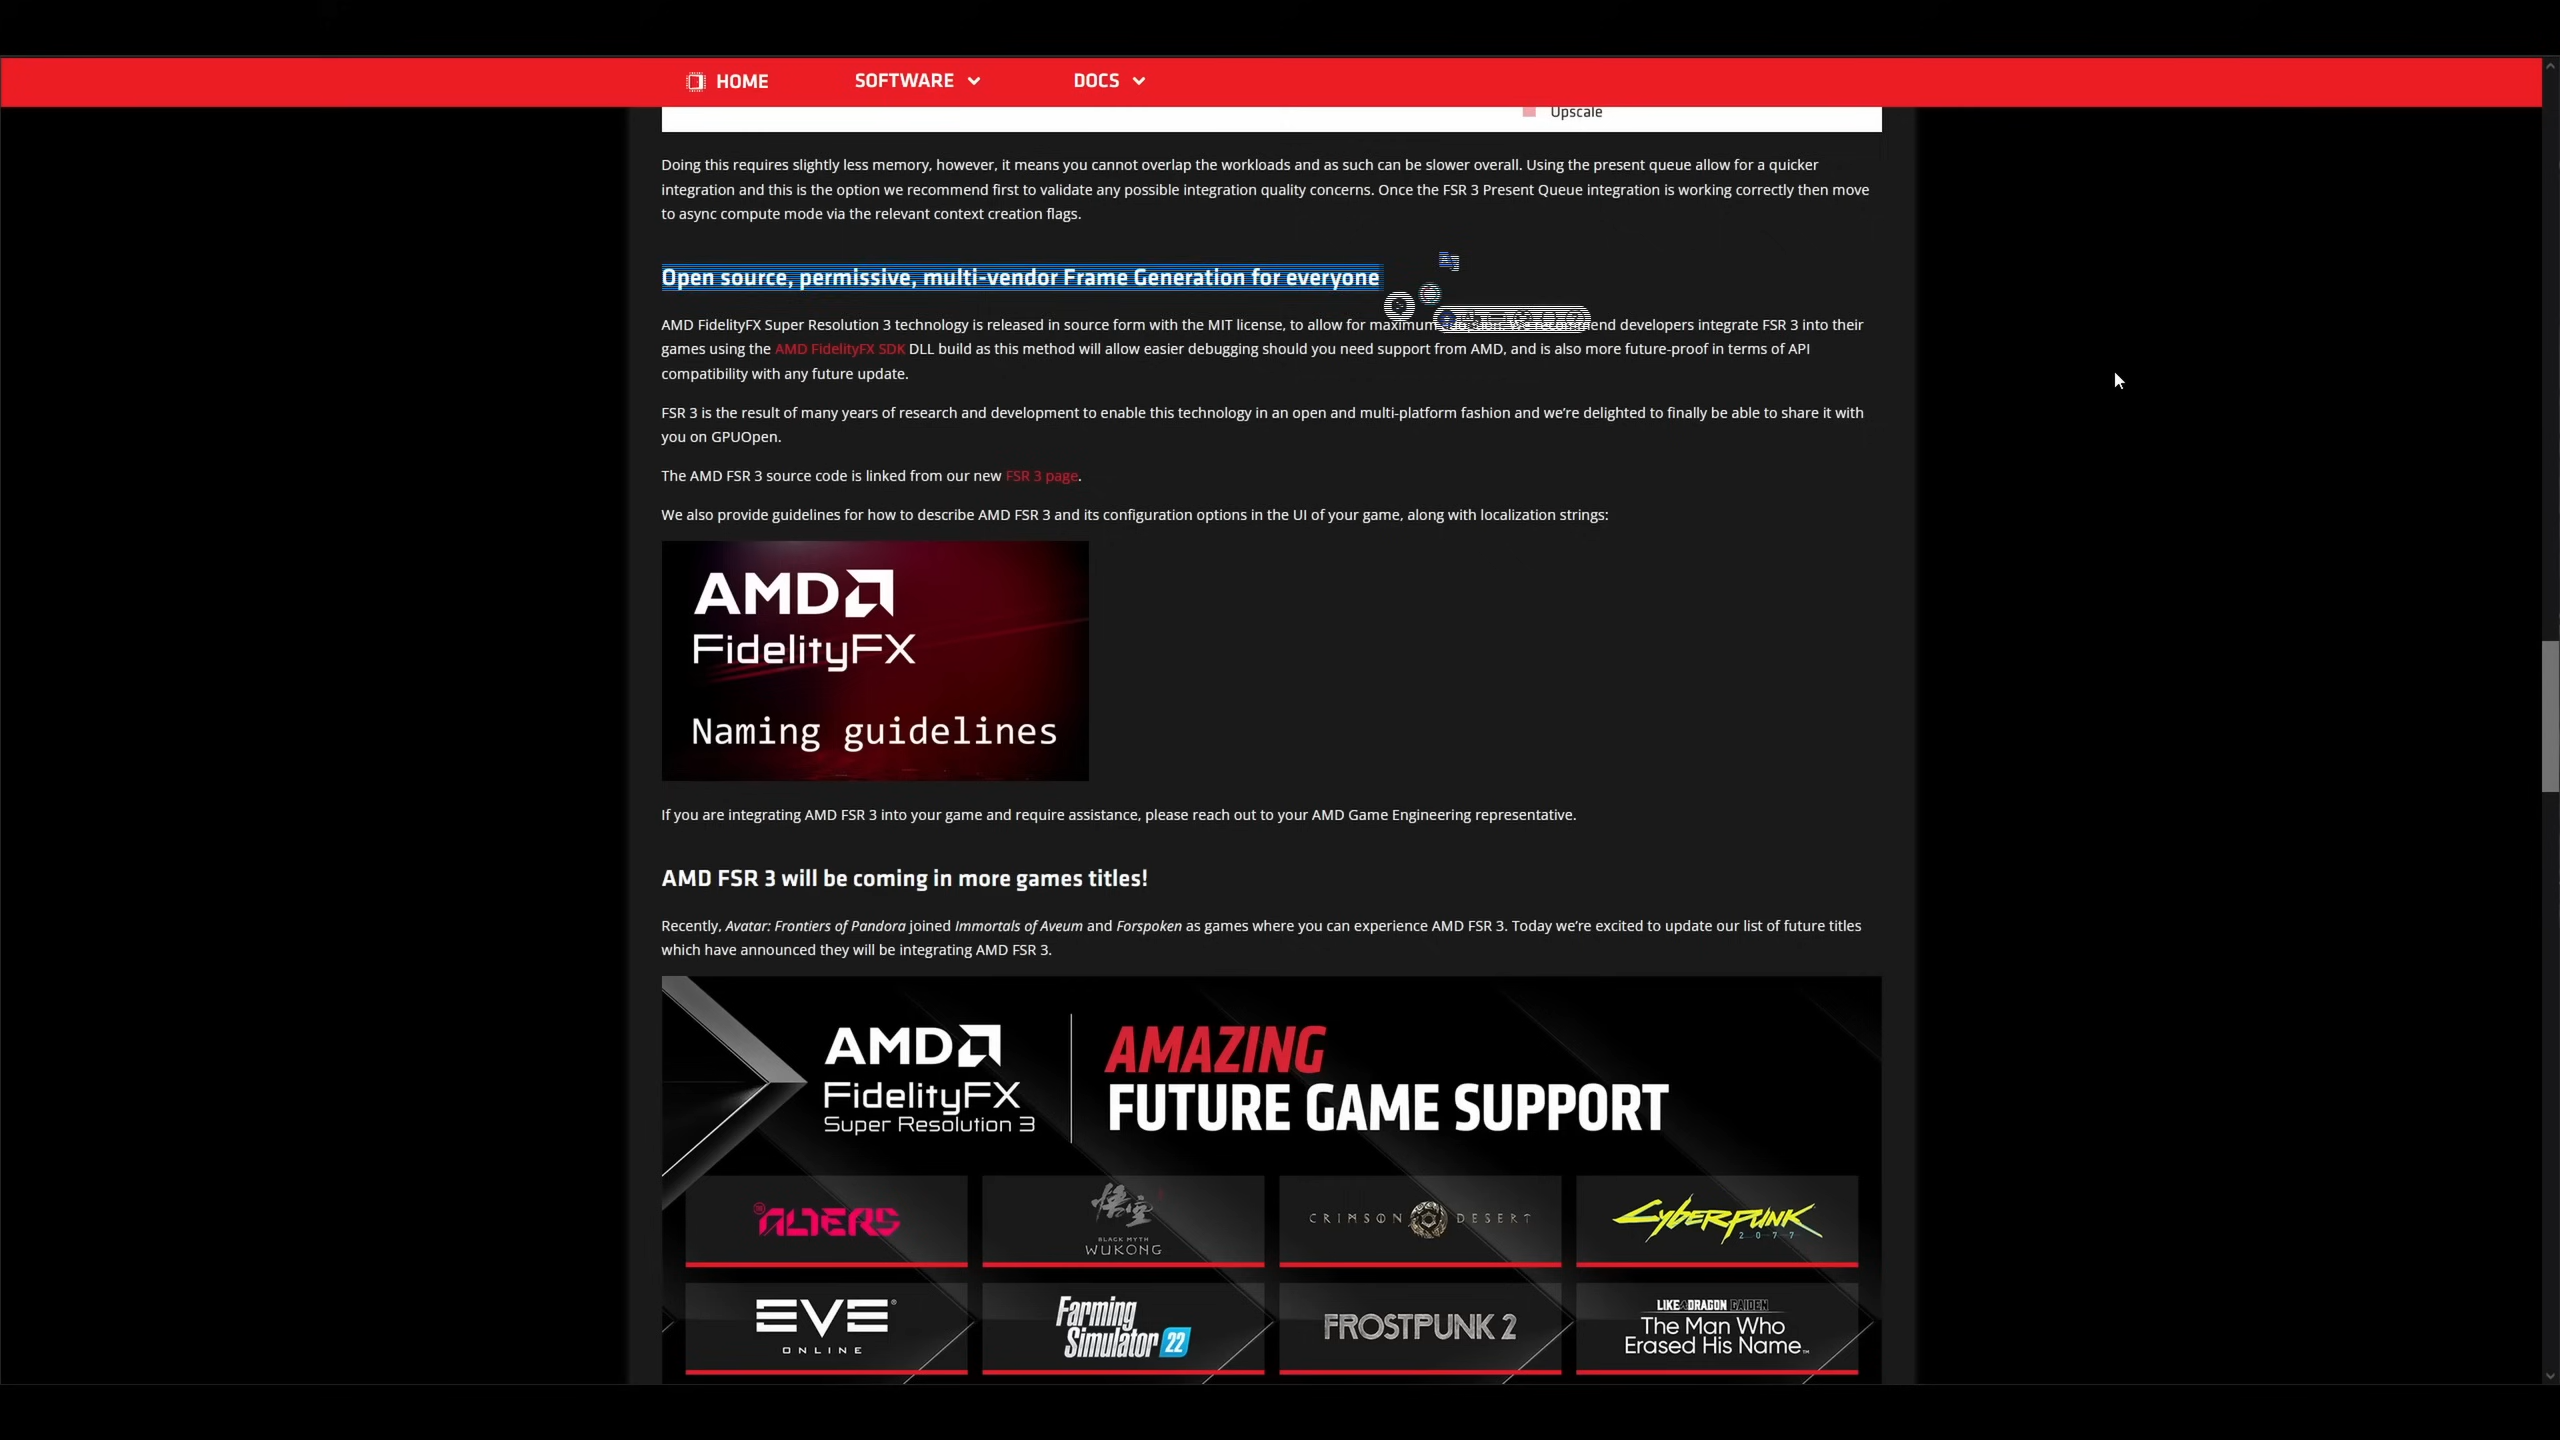 HOME SOFTWARE DOCS
Upscale
Doing this requires slightly less memory, however, it means you cannot overlap the workloads and as such can be slower overall. Using the present queue allow for a quicker
integration and this is the option we recommend first to validate any possible integration quality concerns. Once the FSR 3 Present Queue integration is working correctly then move
to async compute mode via the relevant context creation flags.
Open source, permissive, multi-vendor Frame Generation for everyone
AMD FidelityFX Super Resolution 3 technology is released in source form with the MIT license, to allow for maximum recommend developers integrate FSR 3 into their
games using the AMD FidelityFX SDK DLL build as this method will allow easier debugging should you need support from AMD, and is also more future-proof in terms of API
compatibility with any future update.
FSR 3 is the result of many years of research and development to enable this technology in an open and multi-platform fashion and we're delighted to finally be able to share it with
you on GPUOpen.
The AMD FSR 3 source code is linked from our new FSR 3 page.
We also provide guidelines for how to describe AMD FSR 3 and its configuration options in the UI of your game, along with localization strings:
AMD
FidelityFX
Naming guidelines
If you are integrating AMD FSR 3 into your game and require assistance, please reach out to your AMD Game Engineering representative.
AMD FSR 3 will be coming in more games titles!
Recently, Avatar: Frontiers of Pandora joined Immortals of Aveum and Forspoken as games where you can experience AMD FSR 3. Today we're excited to update our list of future titles
which have announced they will be integrating AMD FSR 3.
AMD
FidelityFX
Super Resolution 3
AMAZING
FUTURE GAME SUPPORT
ALTERS
悟空
BLACK MYTH
WUKONG
CRIMSON DESERT
CYBERPUNK
2077
EVE
ONLINE
Farming
Simulator 22
FROSTPUNK 2
LIKE A DRAGON GAIDEN
The Man Who
Erased His Name™